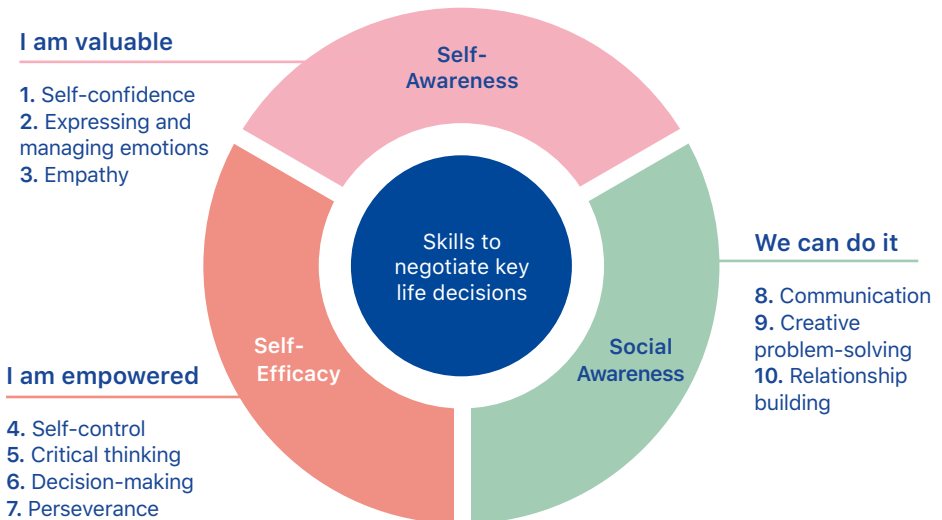 I am valuable
1. Self-confidence
2. Expressing and
managing emotions
3. Empathy
Self-
Awareness
Skills to
negotiate key
life decisions
We can do it
8. Communication
9. Creative
problem-solving
10. Relationship
building
Social
Awareness
Self-
Efficacy
I am empowered
4. Self-control
5. Critical thinking
6. Decision-making
7. Perseverance